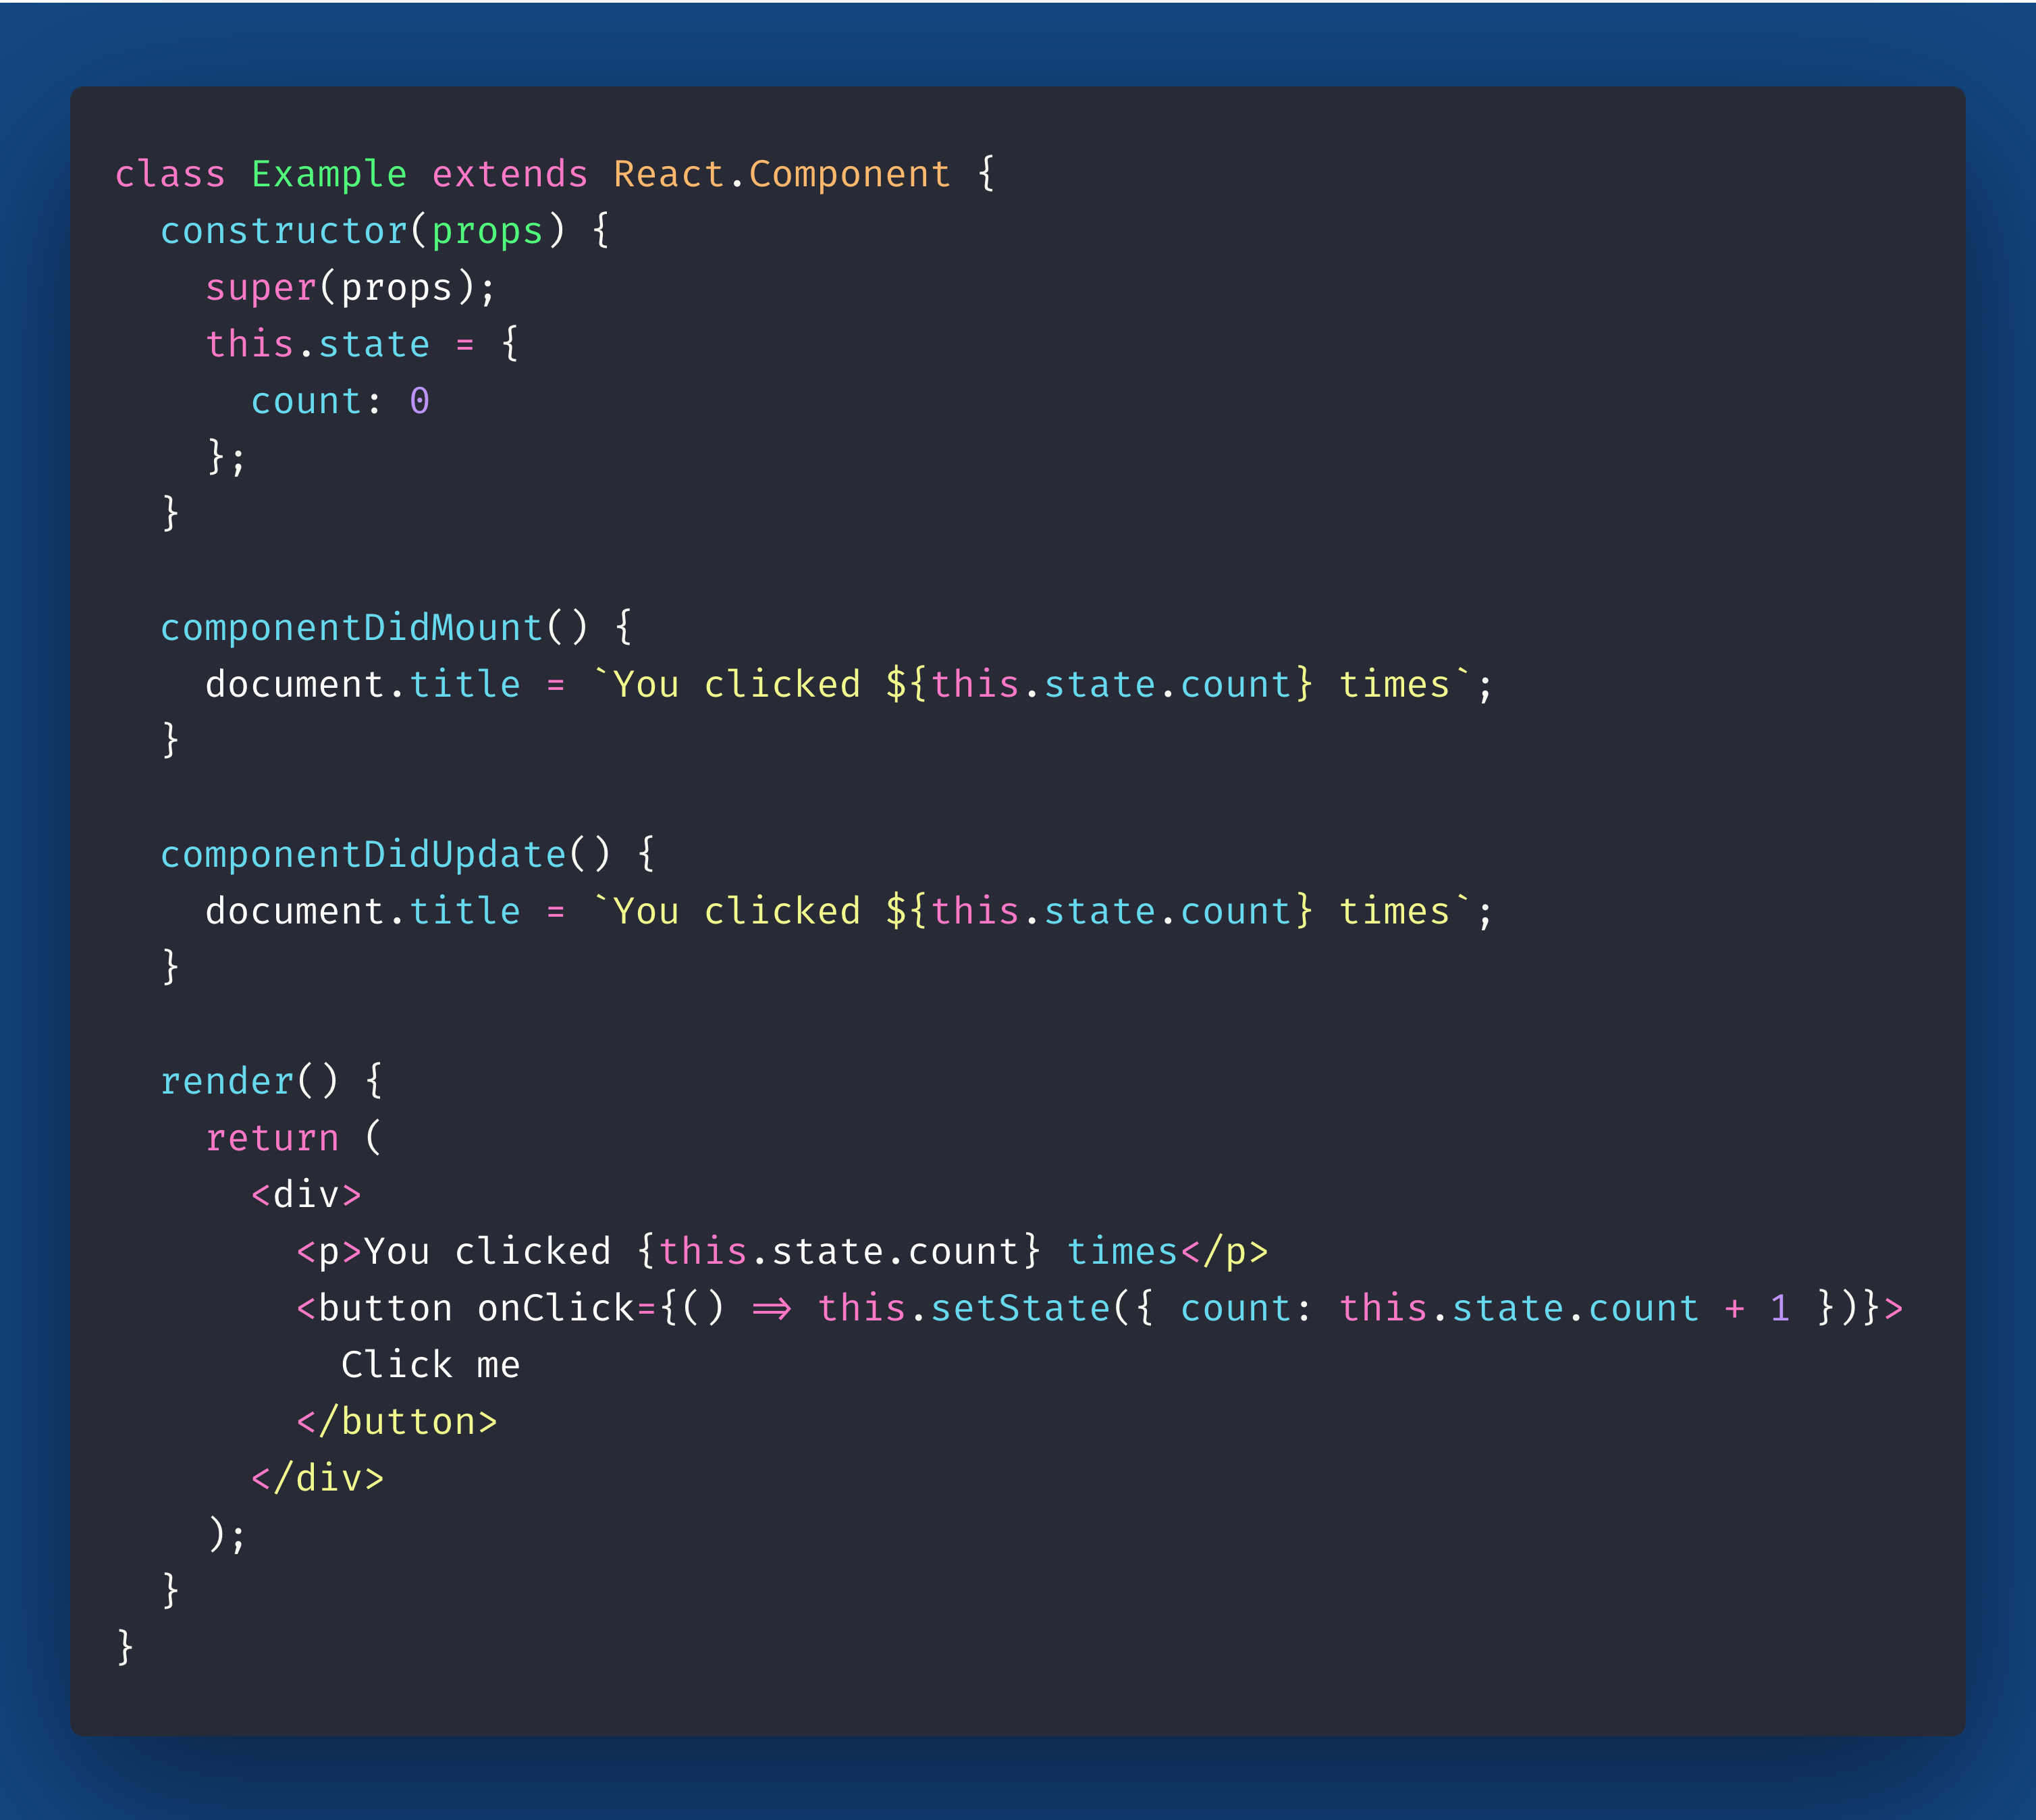 class Example extends React.Component {
  constructor(props) {
    super(props);
    this.state = {
      count: 0
    };
  }

  componentDidMount() {
    document.title = `You clicked ${this.state.count} times`;
  }

  componentDidUpdate() {
    document.title = `You clicked ${this.state.count} times`;
  }

  render() {
    return (
      <div>
        <p>You clicked {this.state.count} times</p>
        <button onClick={() => this.setState({ count: this.state.count + 1 })}>
          Click me
        </button>
      </div>
    );
  }
}